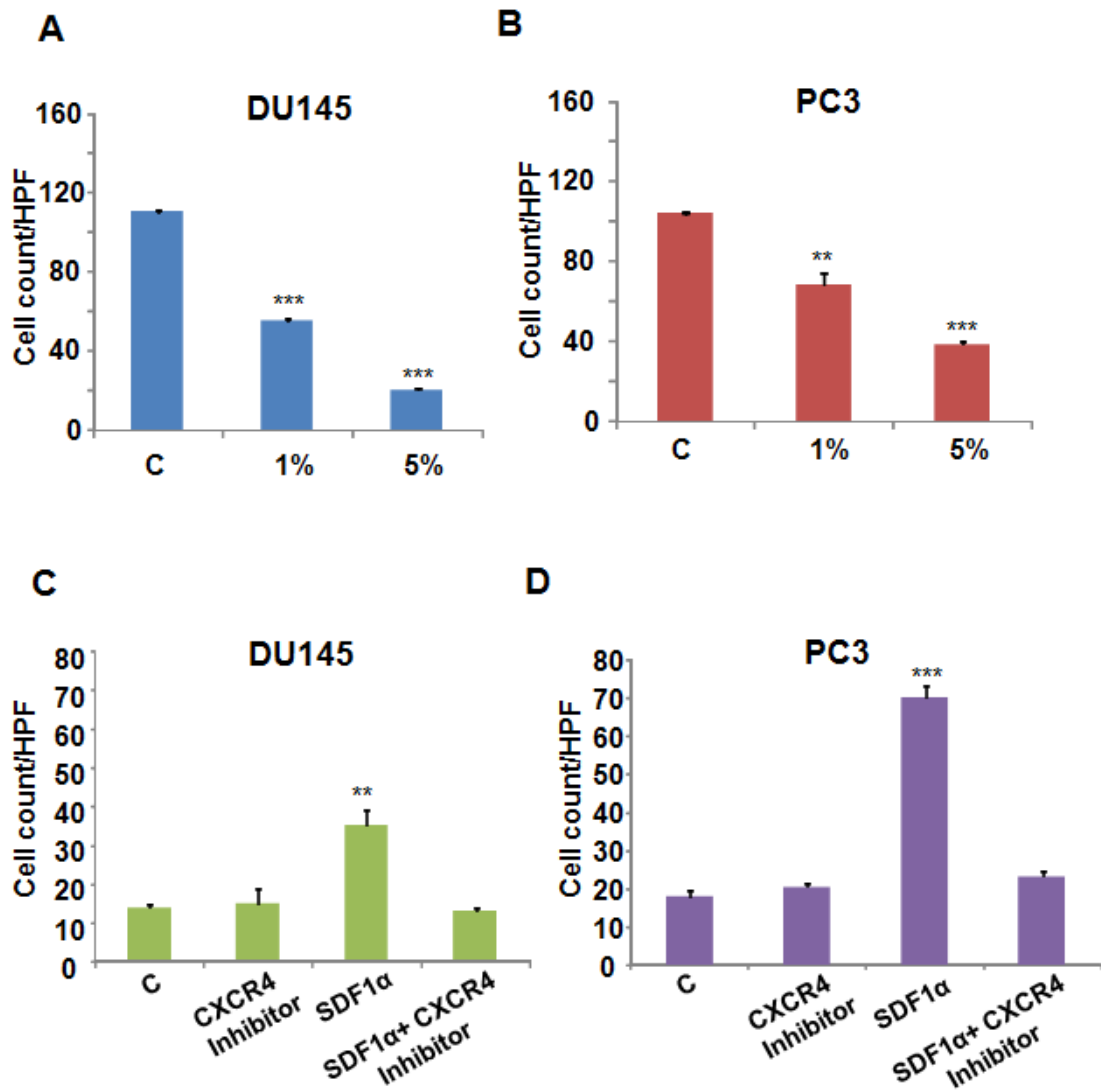 A
DU145
Cell count/HPF
160
120
80
40
0
***
***
C 1% 5%
B
PC3
Cell count/HPF
160
120
80
40
0
**
***
C 1% 5%
C
DU145
Cell count/HPF
80
70
60
50
40
30
20
10
0
**
C
CXCR4
Inhibitor
SDF1α
SDF1α+ CXCR4
Inhibitor
D
PC3
Cell count/HPF
80
70
60
50
40
30
20
10
0
***
C
CXCR4
Inhibitor
SDF1α
SDF1α+ CXCR4
Inhibitor